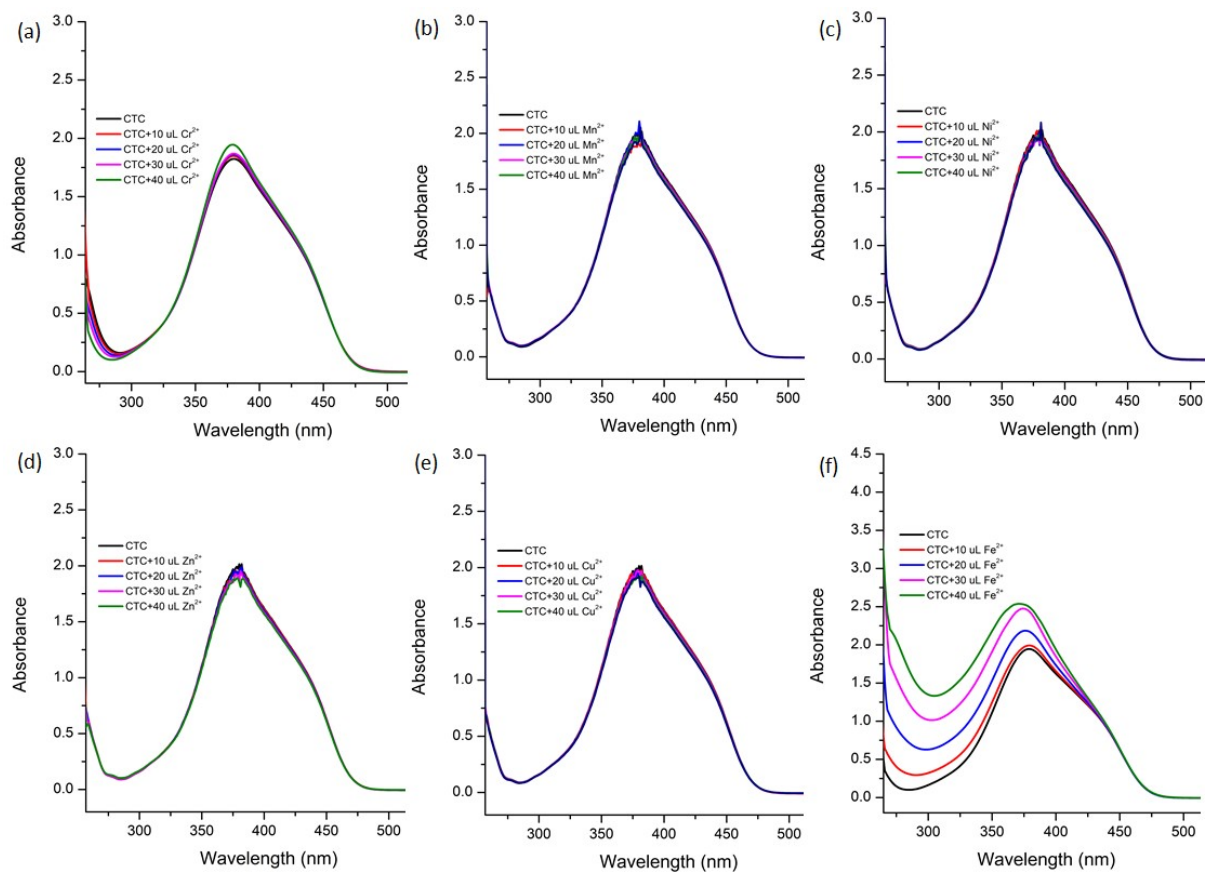 (a)
3.0
2.5
2.0
1.5
1.0
0.5
0.0
Absorbance
CTC
CTC+10 uL Cr²⁺
CTC+20 uL Cr²⁺
CTC+30 uL Cr²⁺
CTC+40 uL Cr²⁺
300 350 400 450 500
Wavelength (nm)
(b)
3.0
2.5
2.0
1.5
1.0
0.5
0.0
Absorbance
CTC
CTC+10 uL Mn²⁺
CTC+20 uL Mn²⁺
CTC+30 uL Mn²⁺
CTC+40 uL Mn²⁺
300 350 400 450 500
Wavelength (nm)
(c)
3.0
2.5
2.0
1.5
1.0
0.5
0.0
Absorbance
CTC
CTC+10 uL Ni²⁺
CTC+20 uL Ni²⁺
CTC+30 uL Ni²⁺
CTC+40 uL Ni²⁺
300 350 400 450 500
Wavelength (nm)
(d)
3.0
2.5
2.0
1.5
1.0
0.5
0.0
Absorbance
CTC
CTC+10 uL Zn²⁺
CTC+20 uL Zn²⁺
CTC+30 uL Zn²⁺
CTC+40 uL Zn²⁺
300 350 400 450 500
Wavelength (nm)
(e)
3.0
2.5
2.0
1.5
1.0
0.5
0.0
Absorbance
CTC
CTC+10 uL Cu²⁺
CTC+20 uL Cu²⁺
CTC+30 uL Cu²⁺
CTC+40 uL Cu²⁺
300 350 400 450 500
Wavelength (nm)
(f)
4.5
4.0
3.5
3.0
2.5
2.0
1.5
1.0
0.5
0.0
Absorbance
CTC
CTC+10 uL Fe²⁺
CTC+20 uL Fe²⁺
CTC+30 uL Fe²⁺
CTC+40 uL Fe²⁺
300 350 400 450 500
Wavelength (nm)